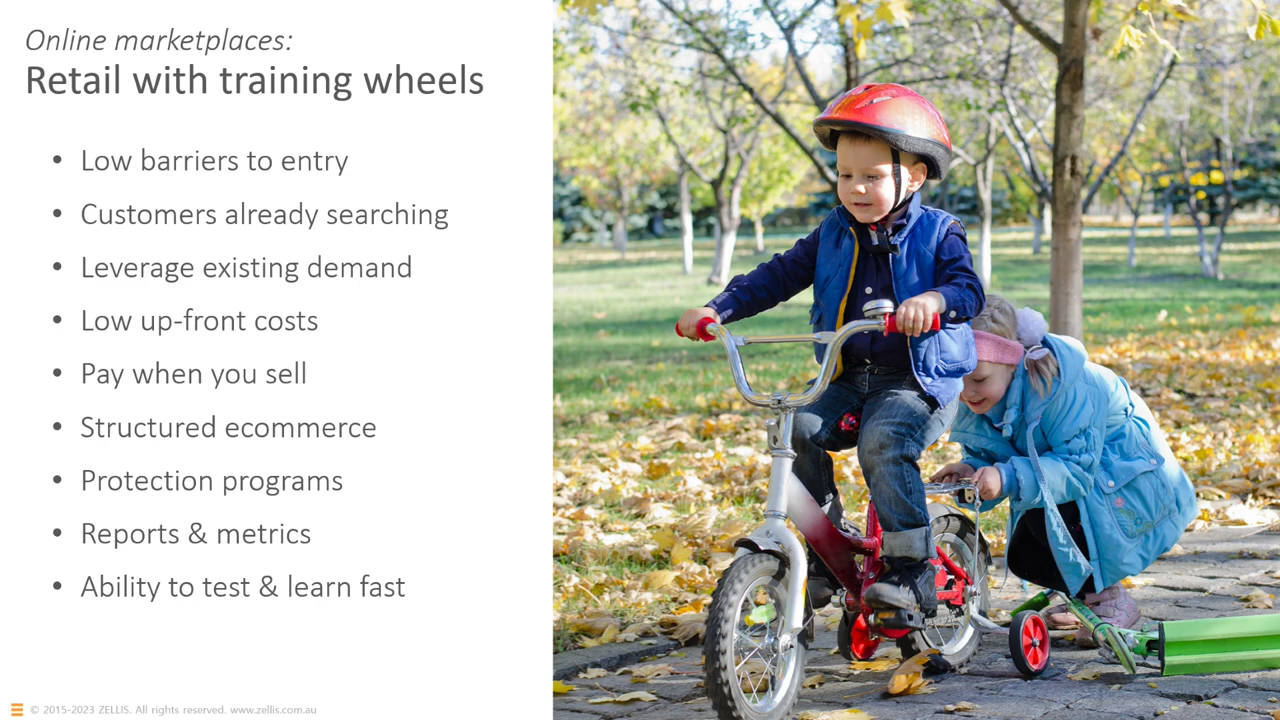 Online marketplaces:
Retail with training wheels
• Low barriers to entry
• Customers already searching
• Leverage existing demand
• Low up-front costs
• Pay when you sell
• Structured ecommerce
• Protection programs
• Reports & metrics
• Ability to test & learn fast
© 2015-2023 ZELLIS. All rights reserved. www.zellis.com.au